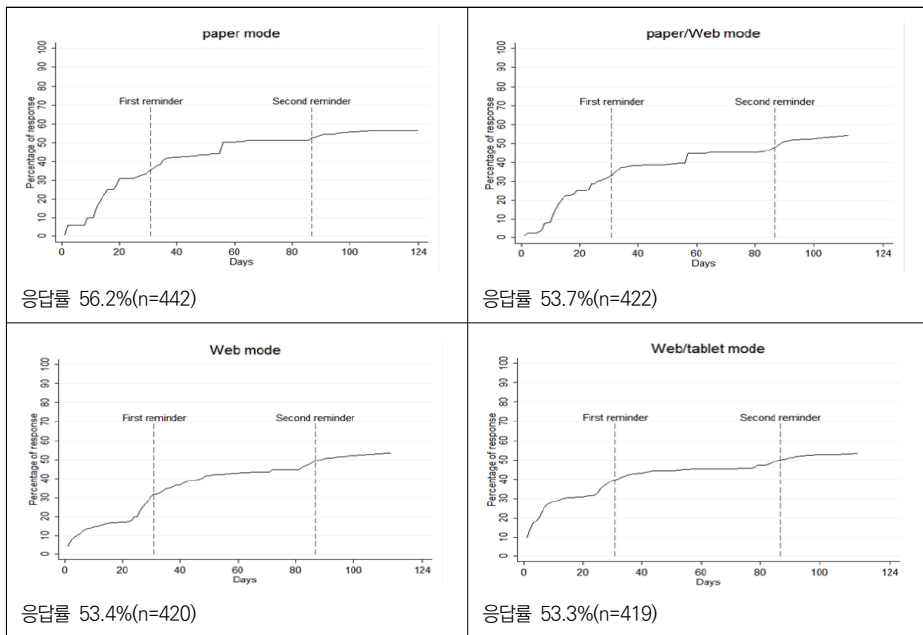 paper mode
Percentage of response
0 10 20 30 40 50 60 70 80 90 100
First reminder
Second reminder
0 20 40 60 80 100 124
Days
응답률 56.2%(n=442)
paper/Web mode
Percentage of response
0 10 20 30 40 50 60 70 80 90 100
First reminder
Second reminder
0 20 40 60 80 100 124
Days
응답률 53.7%(n=422)
Web mode
Percentage of response
0 10 20 30 40 50 60 70 80 90 100
First reminder
Second reminder
0 20 40 60 80 100 124
Days
응답률 53.4%(n=420)
Web/tablet mode
Percentage of response
0 10 20 30 40 50 60 70 80 90 100
First reminder
Second reminder
0 20 40 60 80 100 124
Days
응답률 53.3%(n=419)